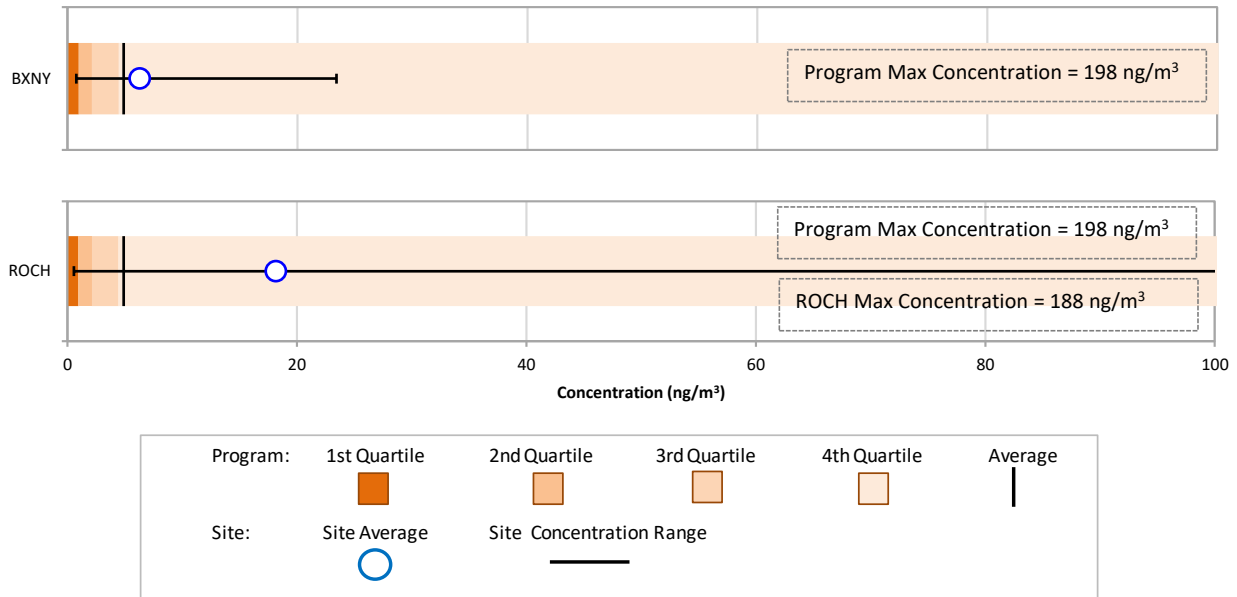 BXNY
Program Max Concentration = 198 ng/m³
Program Max Concentration = 198 ng/m³
ROCH
ROCH Max Concentration = 188 ng/m³
0 20 40 60 80 100
Concentration (ng/m³)
Program: 1st Quartile 2nd Quartile 3rd Quartile 4th Quartile Average
Site: Site Average Site Concentration Range